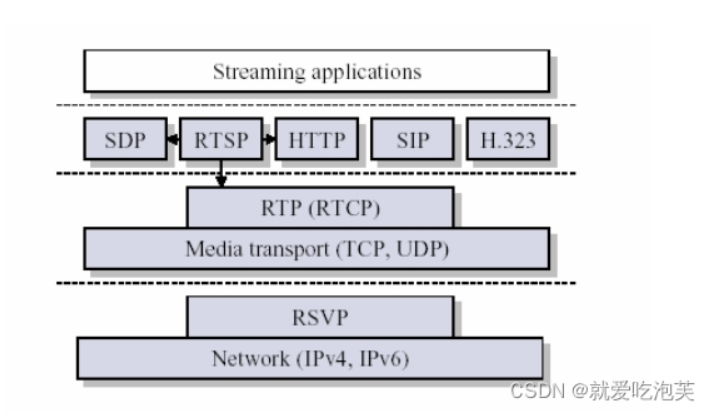 Streaming applications
SDP RTSP HTTP SIP H.323
RTP (RTCP)
Media transport (TCP, UDP)
RSVP
Network (IPv4, IPv6)
CSDN @就爱吃泡芙